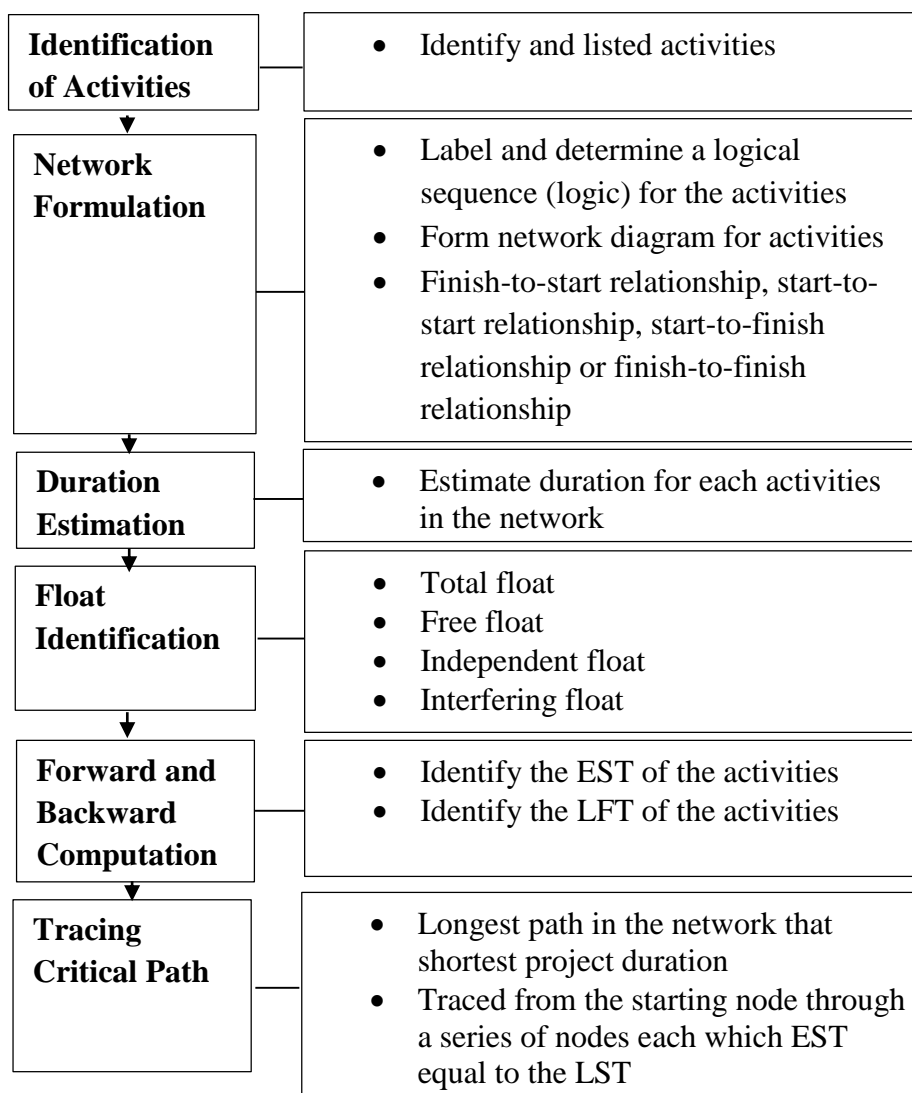 Identification
of Activities
• Identify and listed activities
Network
Formulation
• Label and determine a logical
sequence (logic) for the activities
• Form network diagram for activities
• Finish-to-start relationship, start-to-
start relationship, start-to-finish
relationship or finish-to-finish
relationship
Duration
Estimation
• Estimate duration for each activities
in the network
Float
Identification
• Total float
• Free float
• Independent float
• Interfering float
Forward and
Backward
Computation
• Identify the EST of the activities
• Identify the LFT of the activities
Tracing
Critical Path
• Longest path in the network that
shortest project duration
• Traced from the starting node through
a series of nodes each which EST
equal to the LST